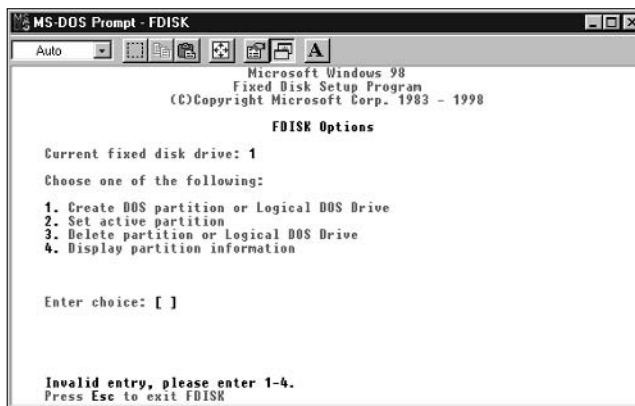 MS-DOS Prompt - FDISK
Auto
A
Microsoft Windows 98
Fixed Disk Setup Program
(C)Copyright Microsoft Corp. 1983 - 1998
FDISK Options
Current fixed disk drive: 1
Choose one of the following:
1. Create DOS partition or Logical DOS Drive
2. Set active partition
3. Delete partition or Logical DOS Drive
4. Display partition information
Enter choice: [ ]
Invalid entry, please enter 1-4.
Press Esc to exit FDISK